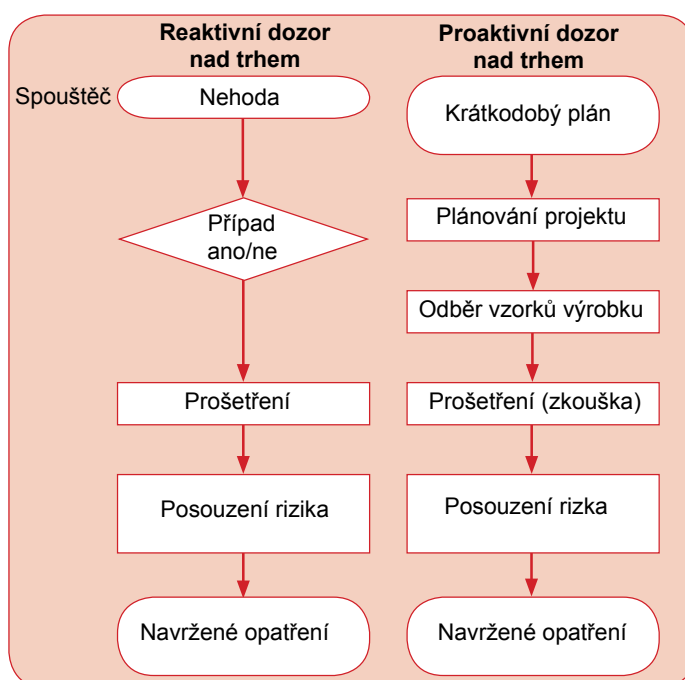 Reaktivní dozor
nad trhem
Spouštěč
Nehoda
Případ
ano/ne
Prošetření
Posouzení rizika
Navržené opatření
Proaktivní dozor
nad trhem
Krátkodobý plán
Plánování projektu
Odběr vzorků výrobku
Prošetření (zkouška)
Posouzení rizka
Navržené opatření